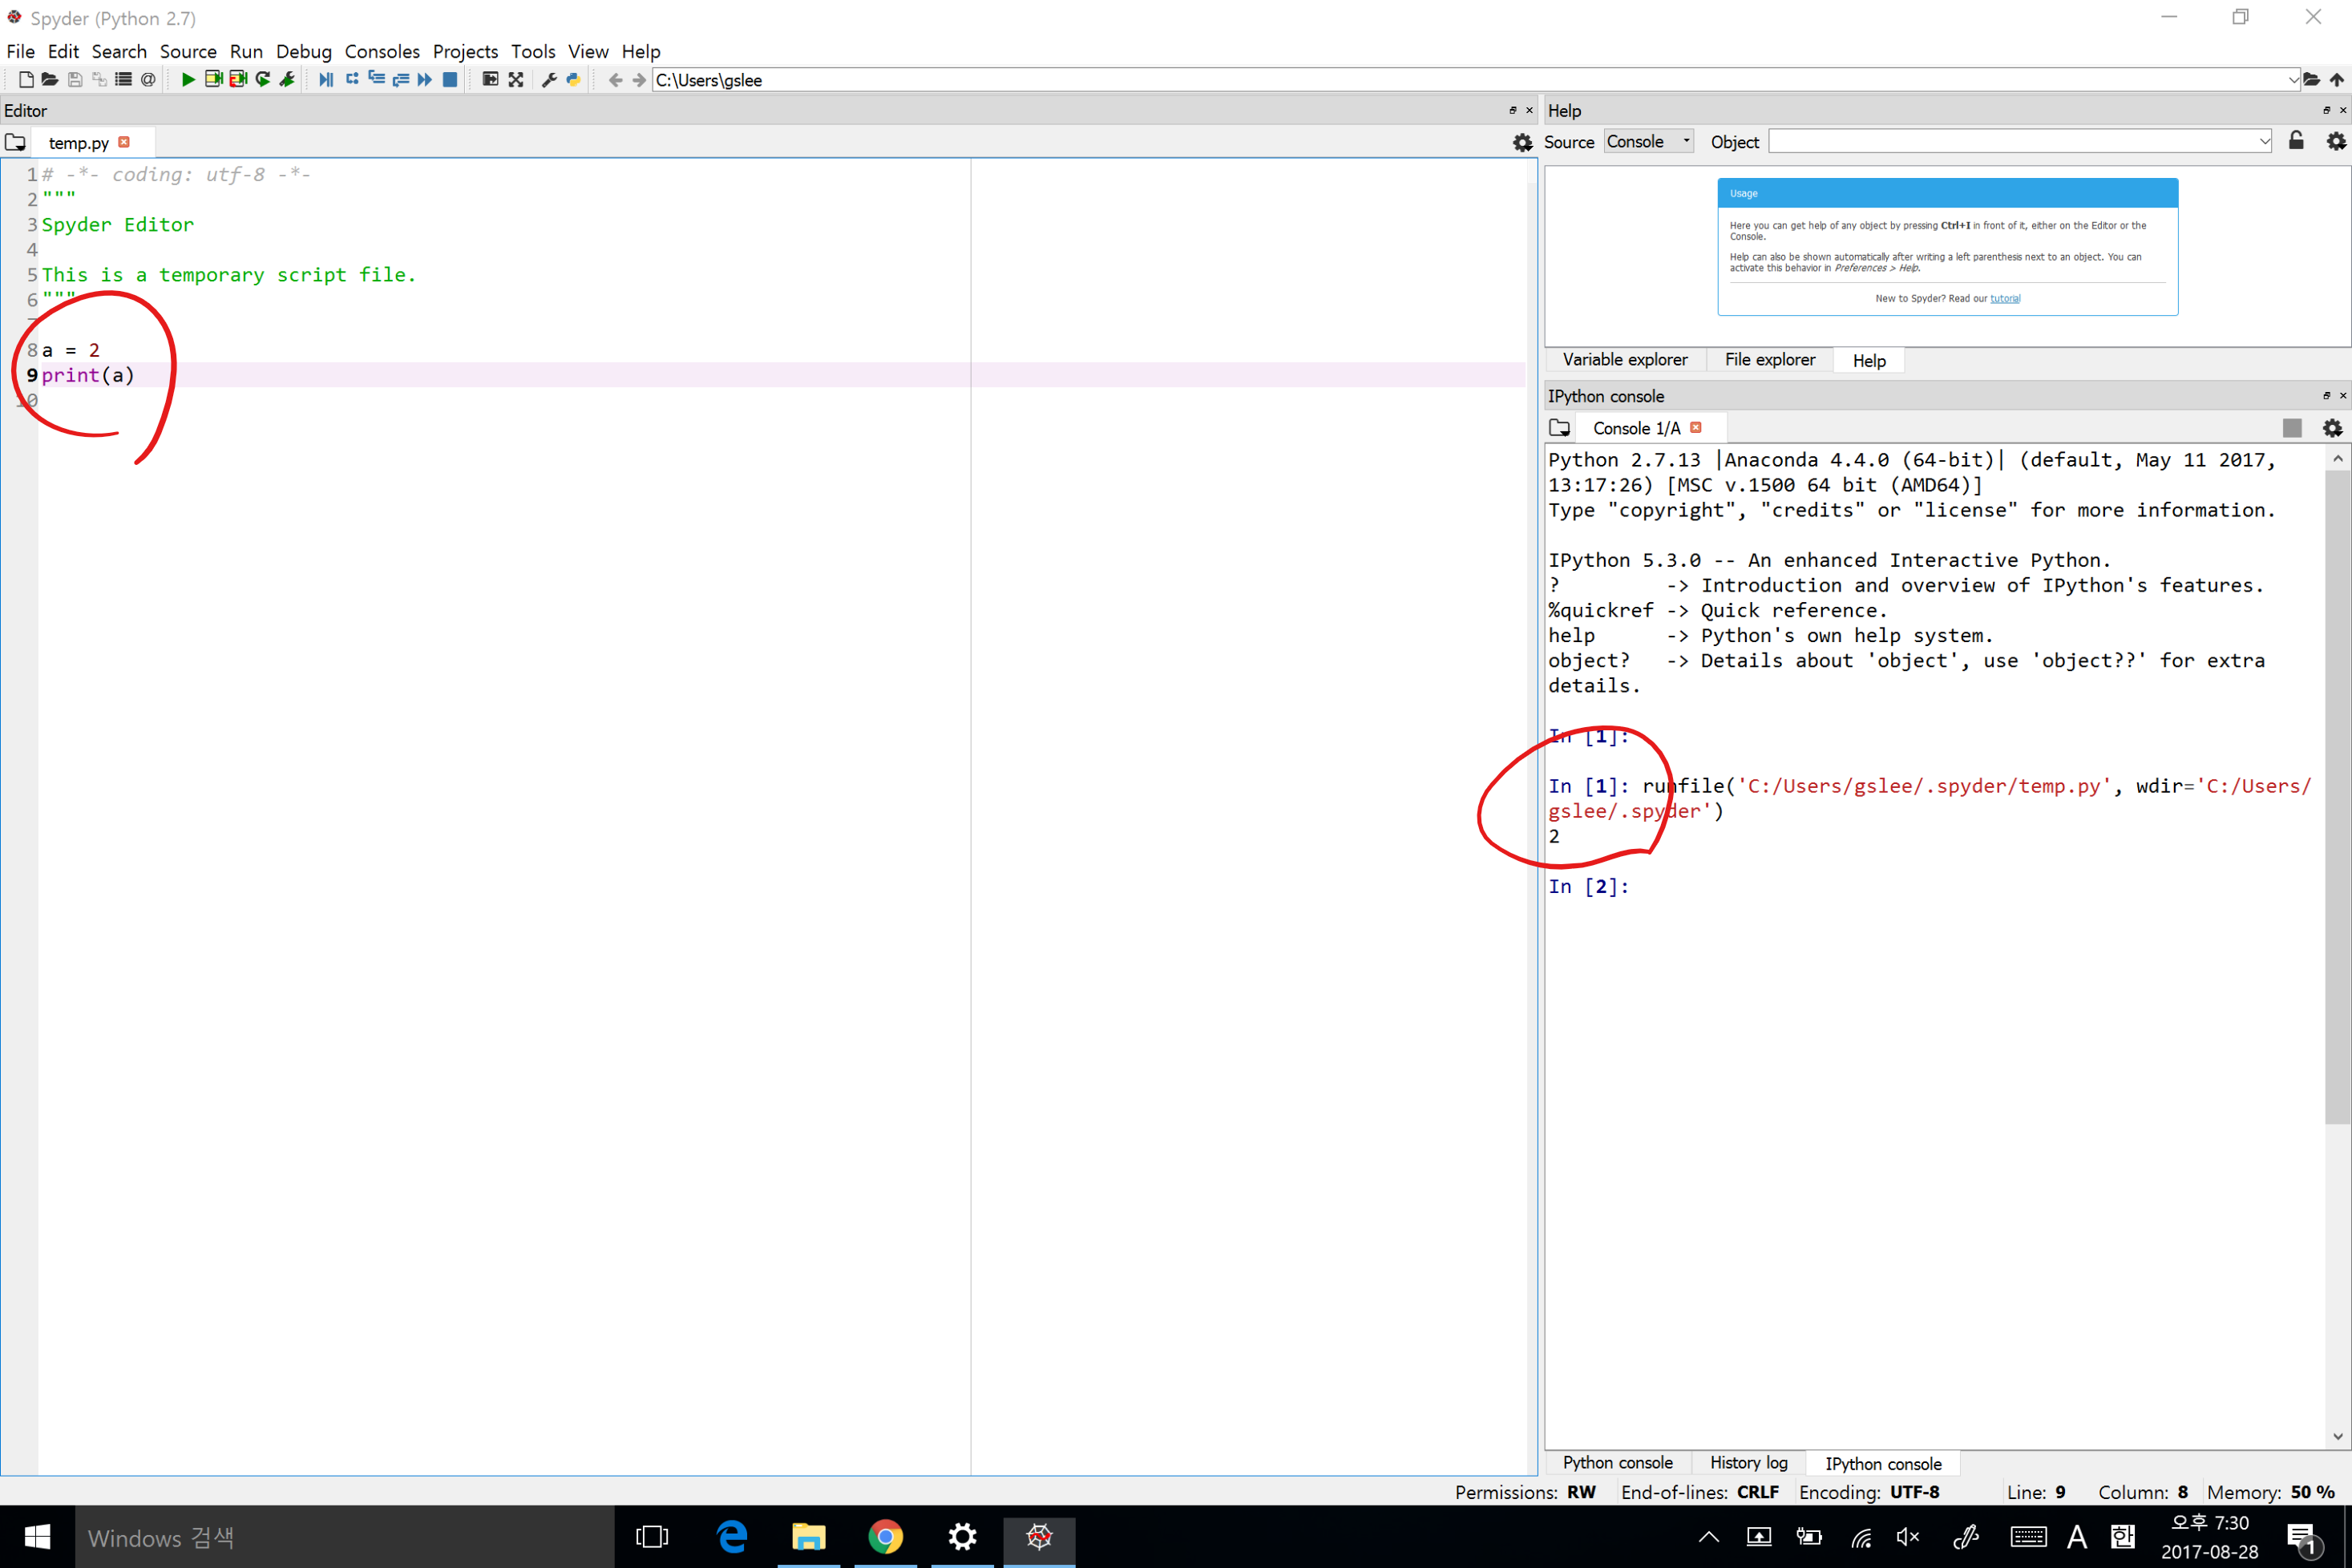 Spyder (Python 2.7)
File Edit Search Source Run Debug Consoles Projects Tools View Help
C:\Users\gslee
Editor
temp.py
1 # -*- coding: utf-8 -*-
2 """
3 Spyder Editor
4
5 This is a temporary script file.
6 """
8 a = 2
9 print(a)
10
Help
Source Console Object
Usage
Here you can get help of any object by pressing Ctrl+I in front of it, either on the Editor or the
Console.
Help can also be shown automatically after writing a left parenthesis next to an object. You can
activate this behavior in Preferences > Help.
New to Spyder? Read our tutorial
Variable explorer File explorer Help
IPython console
Console 1/A
Python 2.7.13 |Anaconda 4.4.0 (64-bit)| (default, May 11 2017,
13:17:26) [MSC v.1500 64 bit (AMD64)]
Type "copyright", "credits" or "license" for more information.
IPython 5.3.0 -- An enhanced Interactive Python.
? -> Introduction and overview of IPython's features.
%quickref -> Quick reference.
help -> Python's own help system.
object? -> Details about 'object', use 'object??' for extra
details.
In [1]:
In [1]: runfile('C:/Users/gslee/.spyder/temp.py', wdir='C:/Users/
gslee/.spyder')
2
In [2]:
Python console History log IPython console
Permissions: RW End-of-lines: CRLF Encoding: UTF-8 Line: 9 Column: 8 Memory: 50 %
Windows 검색
A 한
오후 7:30
2017-08-28
1